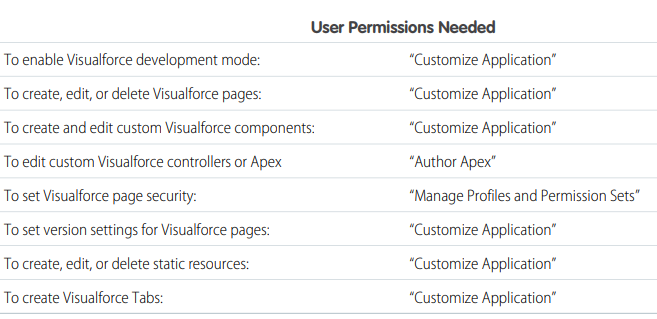 User Permissions Needed
To enable Visualforce development mode: “Customize Application”
To create, edit, or delete Visualforce pages: “Customize Application”
To create and edit custom Visualforce components: “Customize Application”
To edit custom Visualforce controllers or Apex “Author Apex”
To set Visualforce page security: “Manage Profiles and Permission Sets”
To set version settings for Visualforce pages: “Customize Application”
To create, edit, or delete static resources: “Customize Application”
To create Visualforce Tabs: “Customize Application”